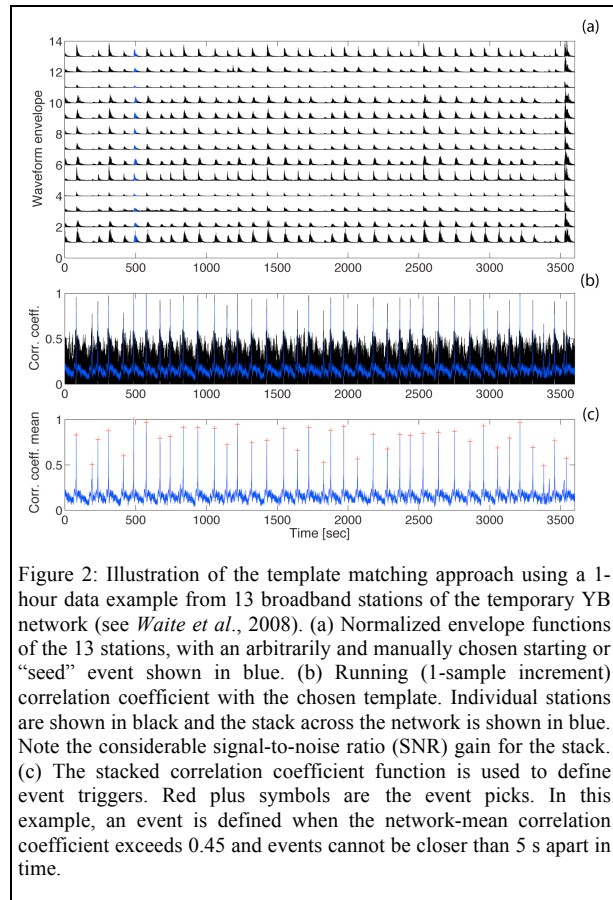 (a)
14
12
10
8
6
4
2
0
Waveform envelope
0 500 1000 1500 2000 2500 3000 3500
(b)
1
0.5
0
Corr. coeff.
0 500 1000 1500 2000 2500 3000 3500
(c)
1
0.5
0
Corr. coeff. mean
0 500 1000 1500 2000 2500 3000 3500
Time [sec]
Figure 2: Illustration of the template matching approach using a 1-
hour data example from 13 broadband stations of the temporary YB
network (see Waite et al., 2008). (a) Normalized envelope functions
of the 13 stations, with an arbitrarily and manually chosen starting or
“seed” event shown in blue. (b) Running (1-sample increment)
correlation coefficient with the chosen template. Individual stations
are shown in black and the stack across the network is shown in blue.
Note the considerable signal-to-noise ratio (SNR) gain for the stack.
(c) The stacked correlation coefficient function is used to define
event triggers. Red plus symbols are the event picks. In this
example, an event is defined when the network-mean correlation
coefficient exceeds 0.45 and events cannot be closer than 5 s apart in
time.